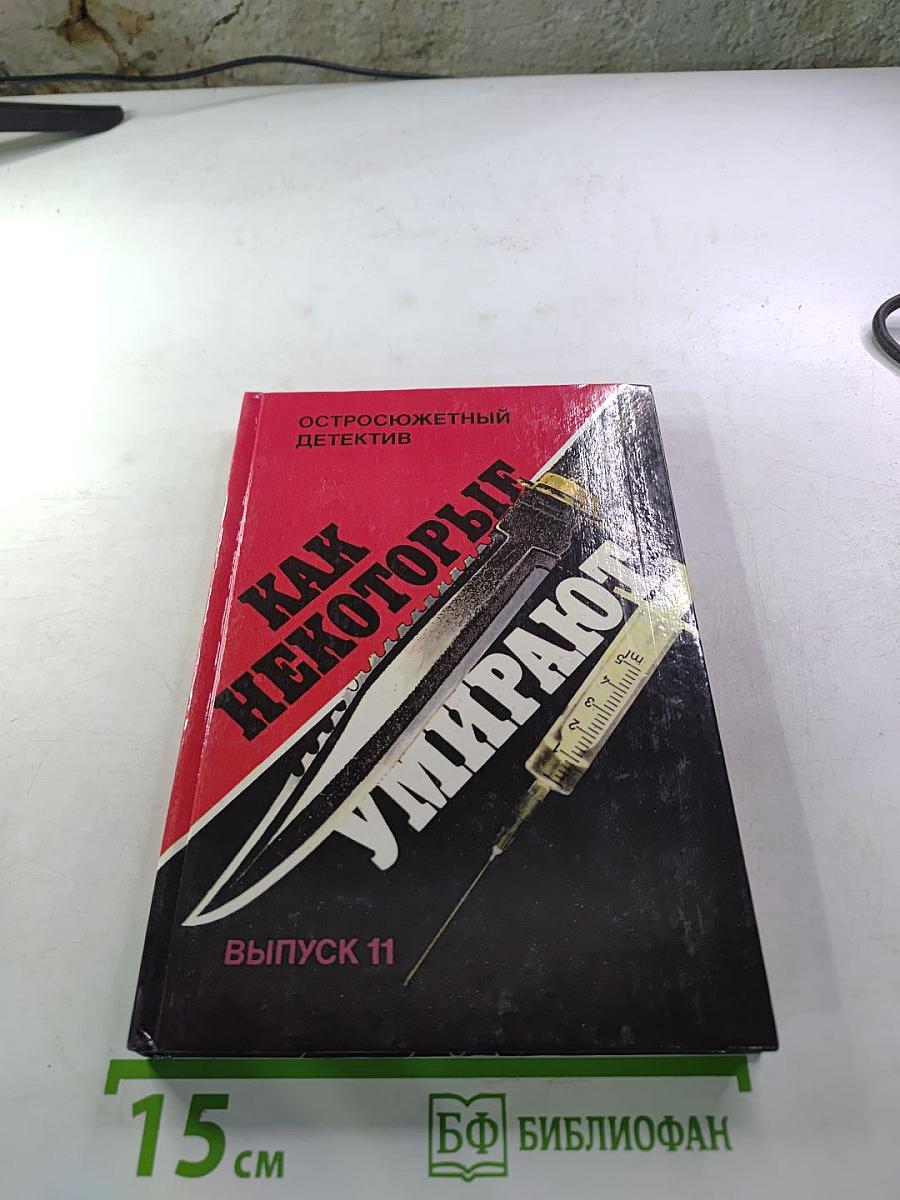 ОСТРОСЮЖЕТНЫЙ
ДЕТЕКТИВ
КАК
НЕКОТОРЫЕ
УМИРАЮТ
ВЫПУСК 11
15 см
БФ БИБЛИОФАН